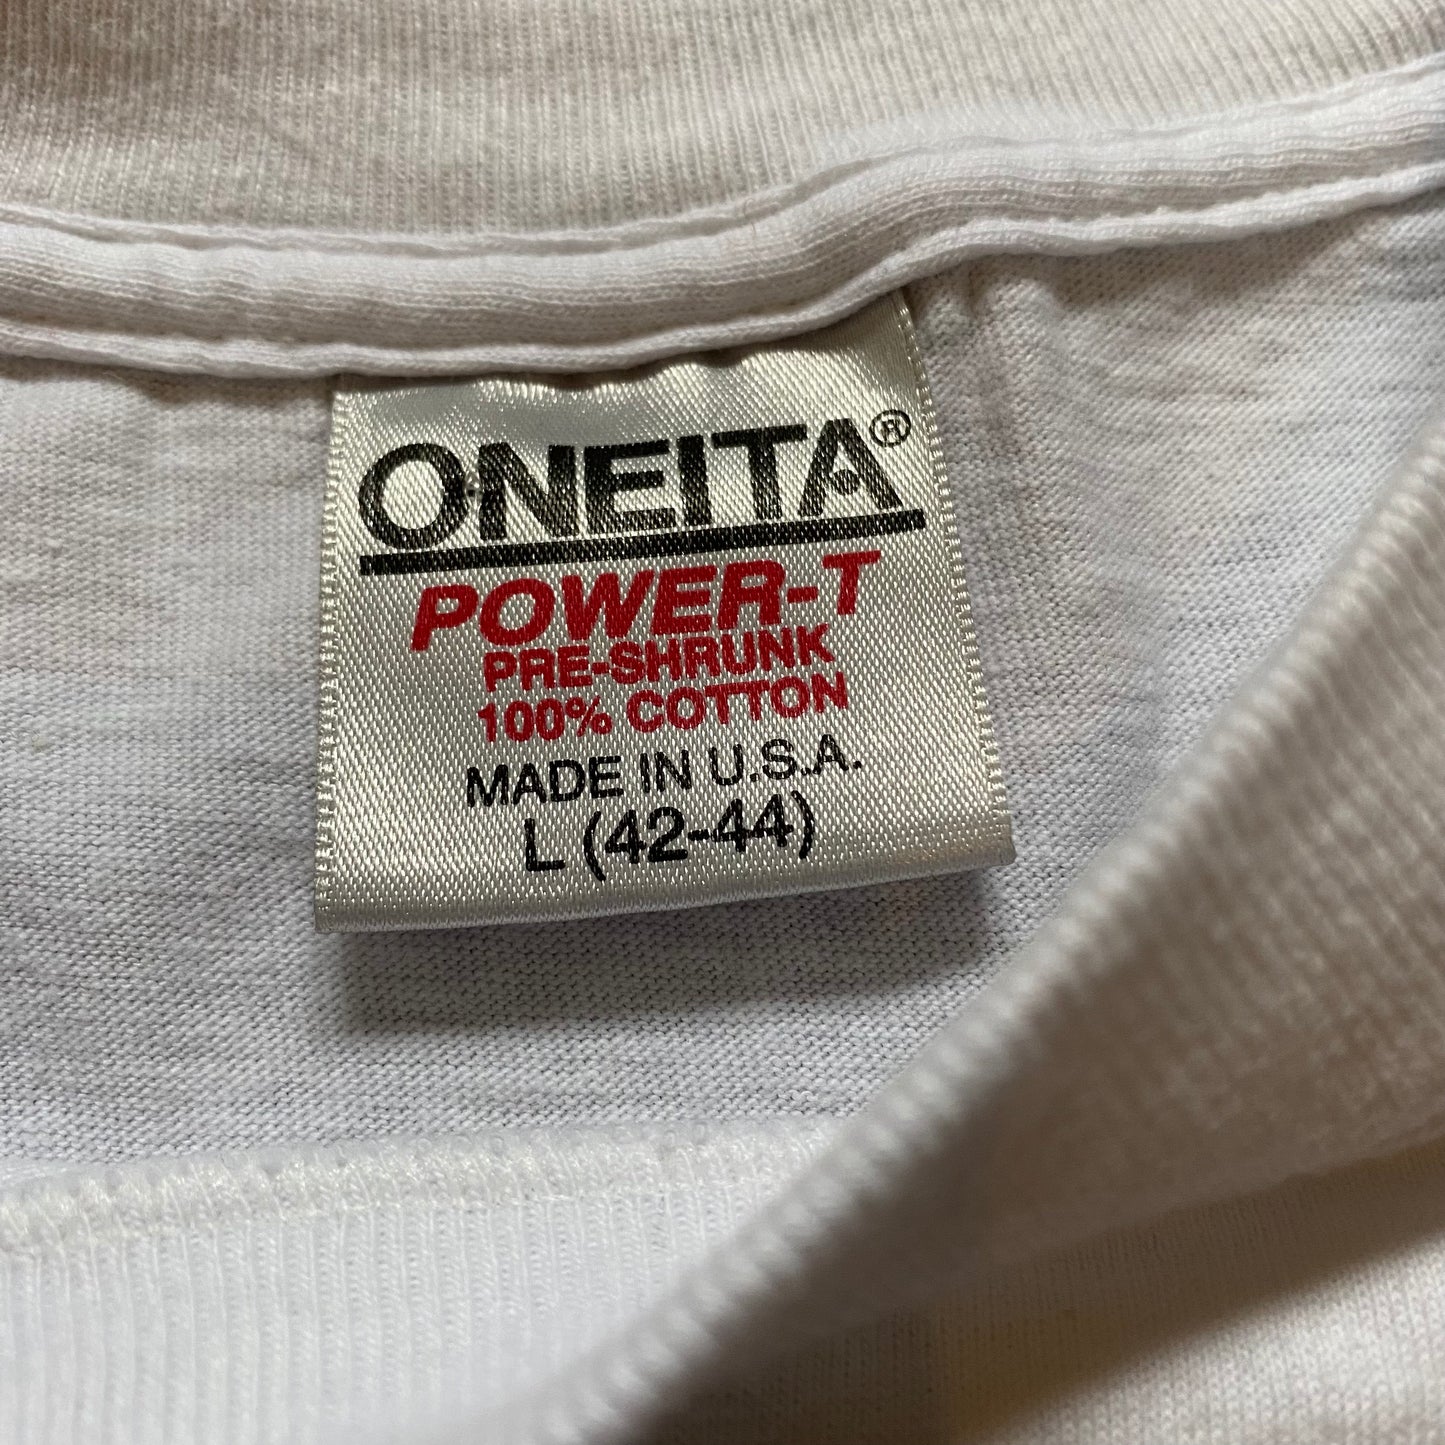 ONEITA®
POWER-T
PRE-SHRUNK
100% COTTON
MADE IN U.S.A.
L (42-44)